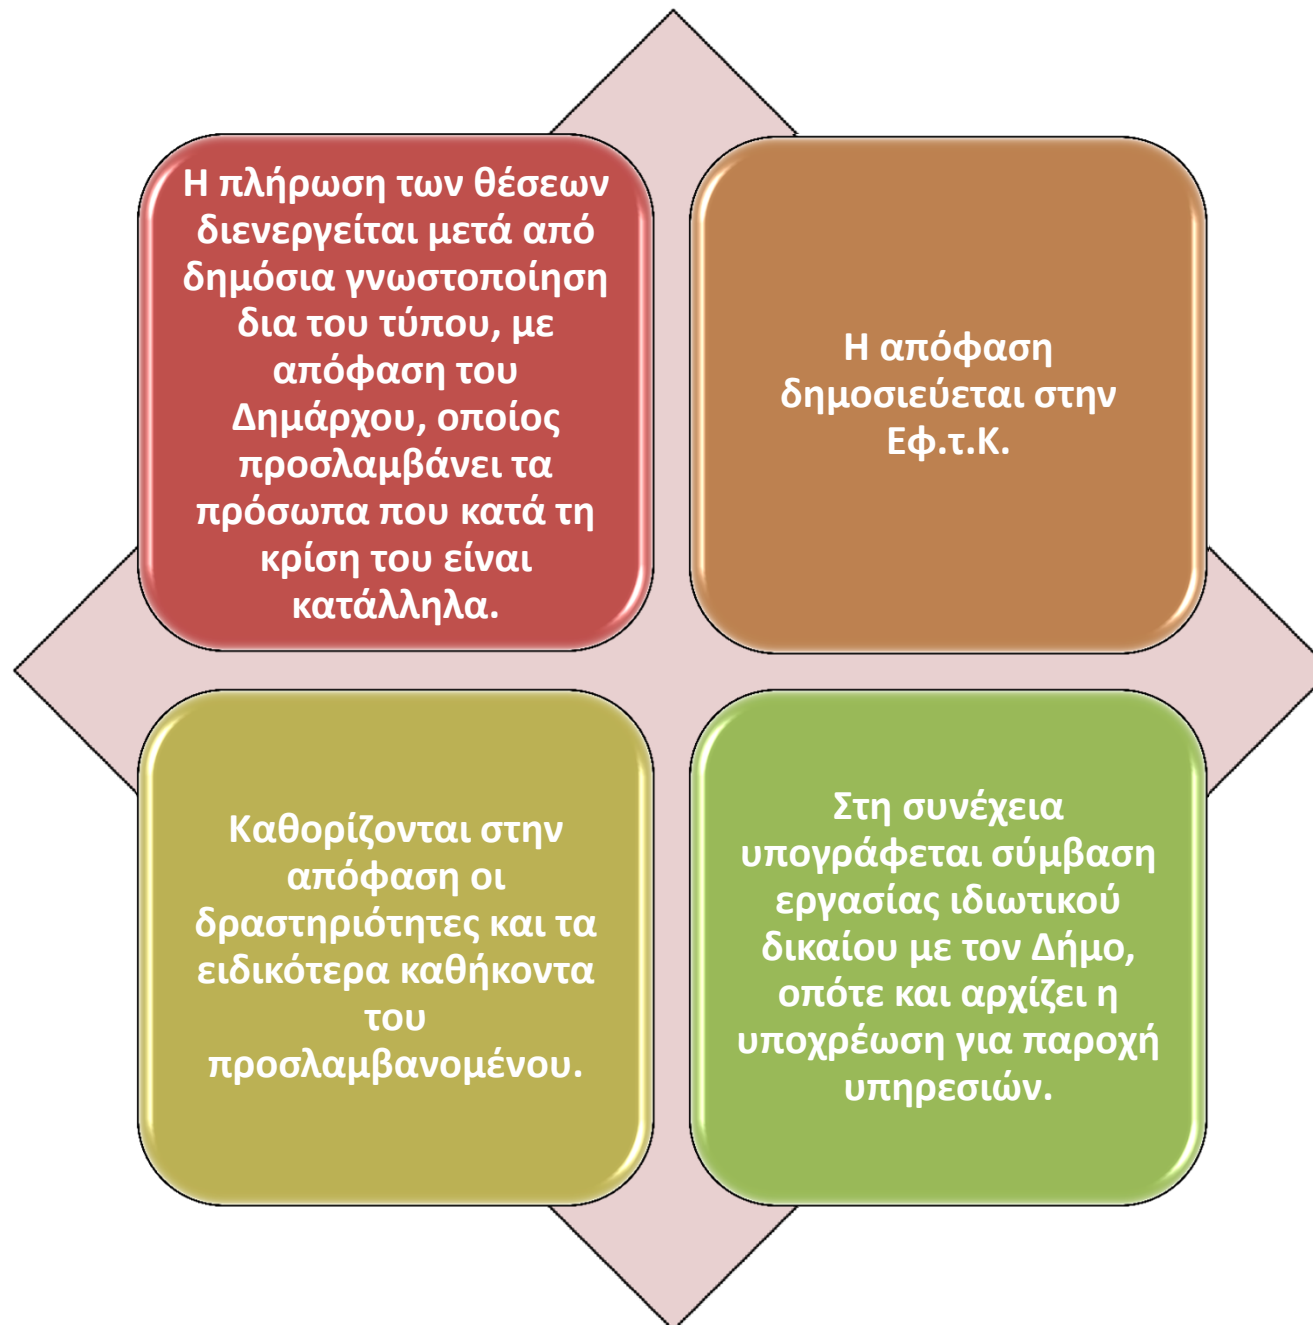 Η πλήρωση των θέσεων
διενεργείται μετά από
δημόσια γνωστοποίηση
δια του τύπου, με
απόφαση του
Δημάρχου, οποίος
προσλαμβάνει τα
πρόσωπα που κατά τη
κρίση του είναι
κατάλληλα.
Η απόφαση
δημοσιεύεται στην
Εφ.τ.Κ.
Καθορίζονται στην
απόφαση οι
δραστηριότητες και τα
ειδικότερα καθήκοντα
του
προσλαμβανομένου.
Στη συνέχεια
υπογράφεται σύμβαση
εργασίας ιδιωτικού
δικαίου με τον Δήμο,
οπότε και αρχίζει η
υποχρέωση για παροχή
υπηρεσιών.